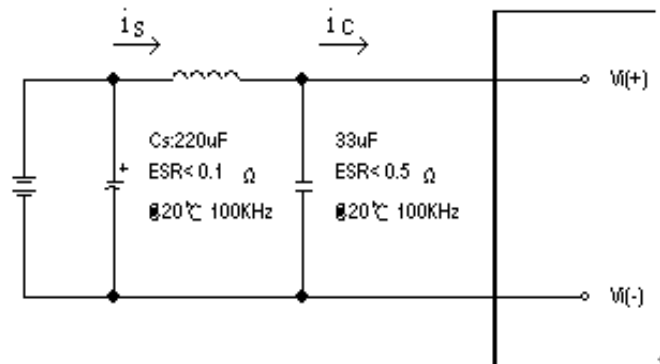 is
ic
Vi(+)
Cs:220uF
ESR<0.1 Ω
@20℃ 100KHz
+
33uF
ESR<0.5 Ω
@20℃ 100KHz
Vi(-)